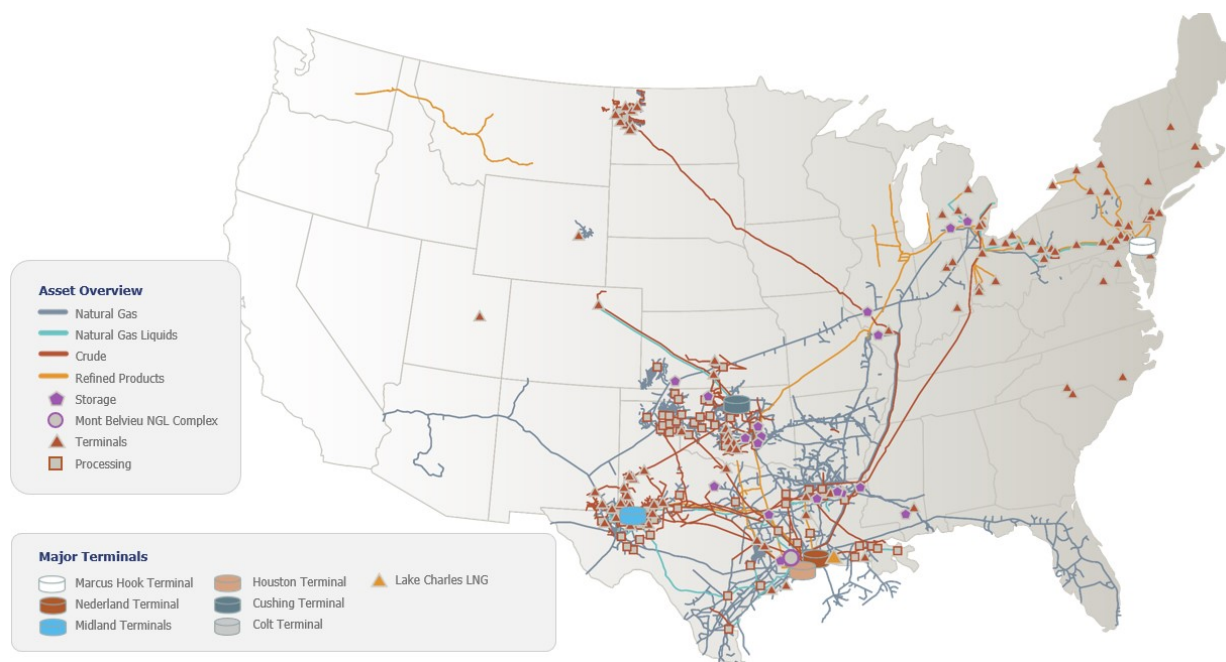 Asset Overview
Natural Gas
Natural Gas Liquids
Crude
Refined Products
Storage
Mont Belvieu NGL Complex
Terminals
Processing
Major Terminals
Marcus Hook Terminal
Nederland Terminal
Midland Terminals
Houston Terminal
Cushing Terminal
Colt Terminal
Lake Charles LNG